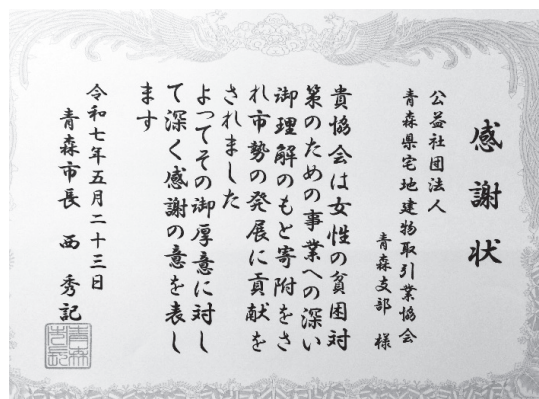 感謝状
公益社団法人
青森県宅地建物取引業協会
青森支部 様
貴協会は女性の貧困対
策のための事業への深い
御理解のもと寄附をさ
れ市勢の発展に貢献を
されました
よってその御厚意に対し
て深く感謝の意を表し
ます
令和七年五月二十三日
青森市長 西 秀記
青森
市長